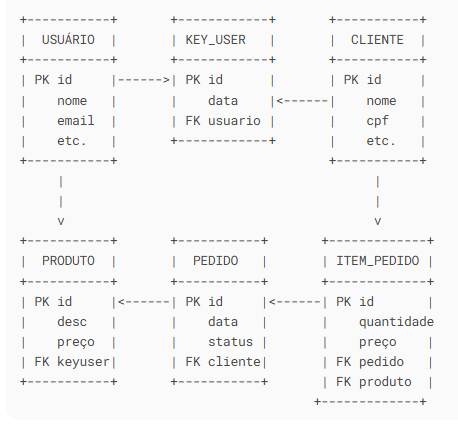 +-----------+       +------------+       +-----------+
|  USUÁRIO  |       | KEY_USER   |       |  CLIENTE  |
+-----------+       +------------+       +-----------+
| PK id     |------>| PK id      |       | PK id     |
|    nome   |       |    data    |<------|    nome   |
|    email  |       | FK usuario |       |    cpf    |
|    etc.   |       +------------+       |    etc.   |
+-----------+                            +-----------+
     |                                         |
     |                                         |
     v                                         v
+-----------+       +-----------+       +-------------+
|  PRODUTO  |       |  PEDIDO   |       | ITEM_PEDIDO |
+-----------+       +-----------+       +-------------+
| PK id     |<------| PK id     |<------| PK id       |
|    desc   |       |    data   |       |    quantidade
|    preço  |       |    status |       |    preço    |
| FK keyuser|       | FK cliente|       | FK pedido   |
+-----------+       +-----------+       | FK produto  |
                                       +-------------+